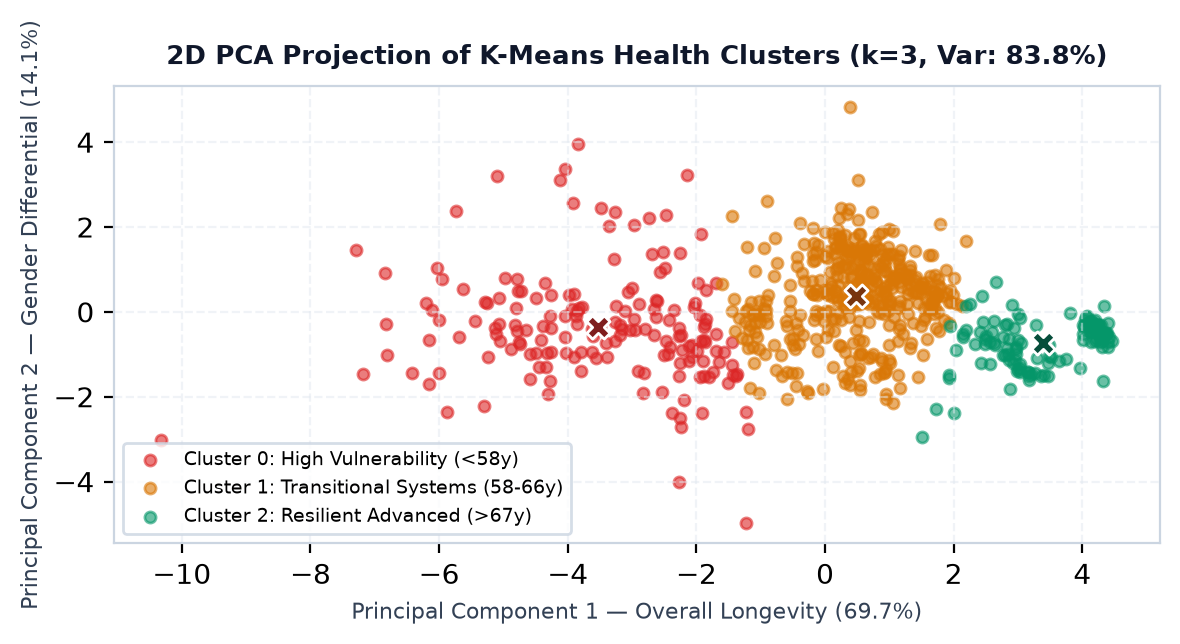 2D PCA Projection of K-Means Health Clusters (k=3, Var: 83.8%)
Principal Component 2 — Gender Differential (14.1%)
4
2
0
−2
−4
Cluster 0: High Vulnerability (<58y)
Cluster 1: Transitional Systems (58-66y)
Cluster 2: Resilient Advanced (>67y)
−10
−8
−6
−4
−2
0
2
4
Principal Component 1 — Overall Longevity (69.7%)